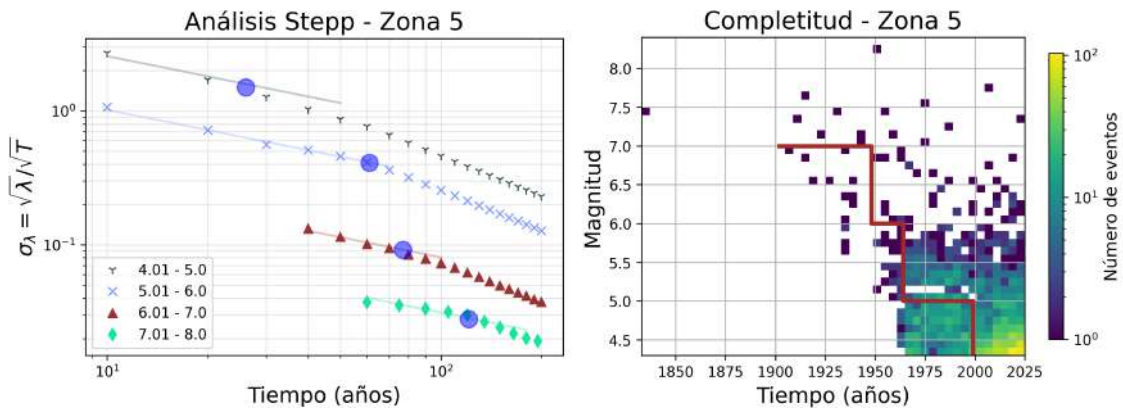 Análisis Stepp - Zona 5
10⁰
10⁻¹
σλ = √λ/√T
4.01 - 5.0
5.01 - 6.0
6.01 - 7.0
7.01 - 8.0
10¹
10²
Tiempo (años)
Completitud - Zona 5
8.0
7.5
7.0
6.5
6.0
5.5
5.0
4.5
Magnitud
1850 1875 1900 1925 1950 1975 2000 2025
Tiempo (años)
10²
10¹
10⁰
Número de eventos